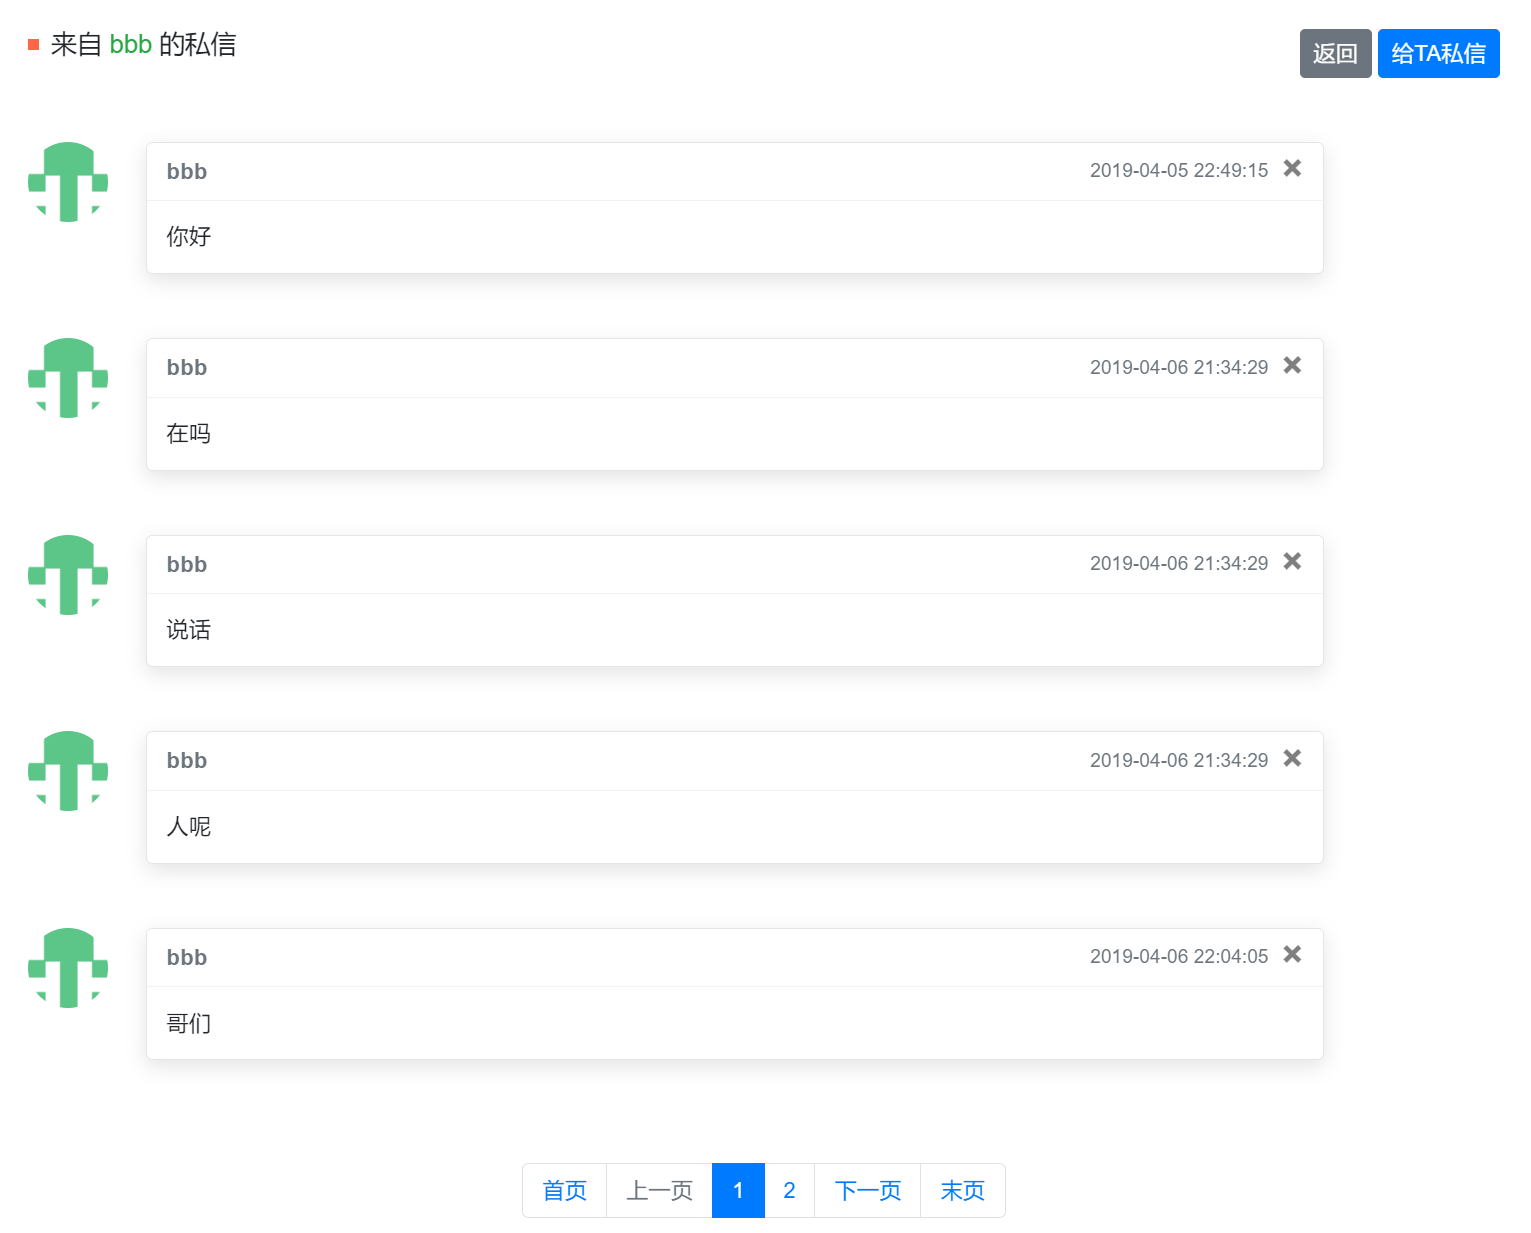 来自 bbb 的私信
返回 给TA私信
bbb 2019-04-05 22:49:15 ×
你好
bbb 2019-04-06 21:34:29 ×
在吗
bbb 2019-04-06 21:34:29 ×
说话
bbb 2019-04-06 21:34:29 ×
人呢
bbb 2019-04-06 22:04:05 ×
哥们
首页 上一页 1 2 下一页 末页